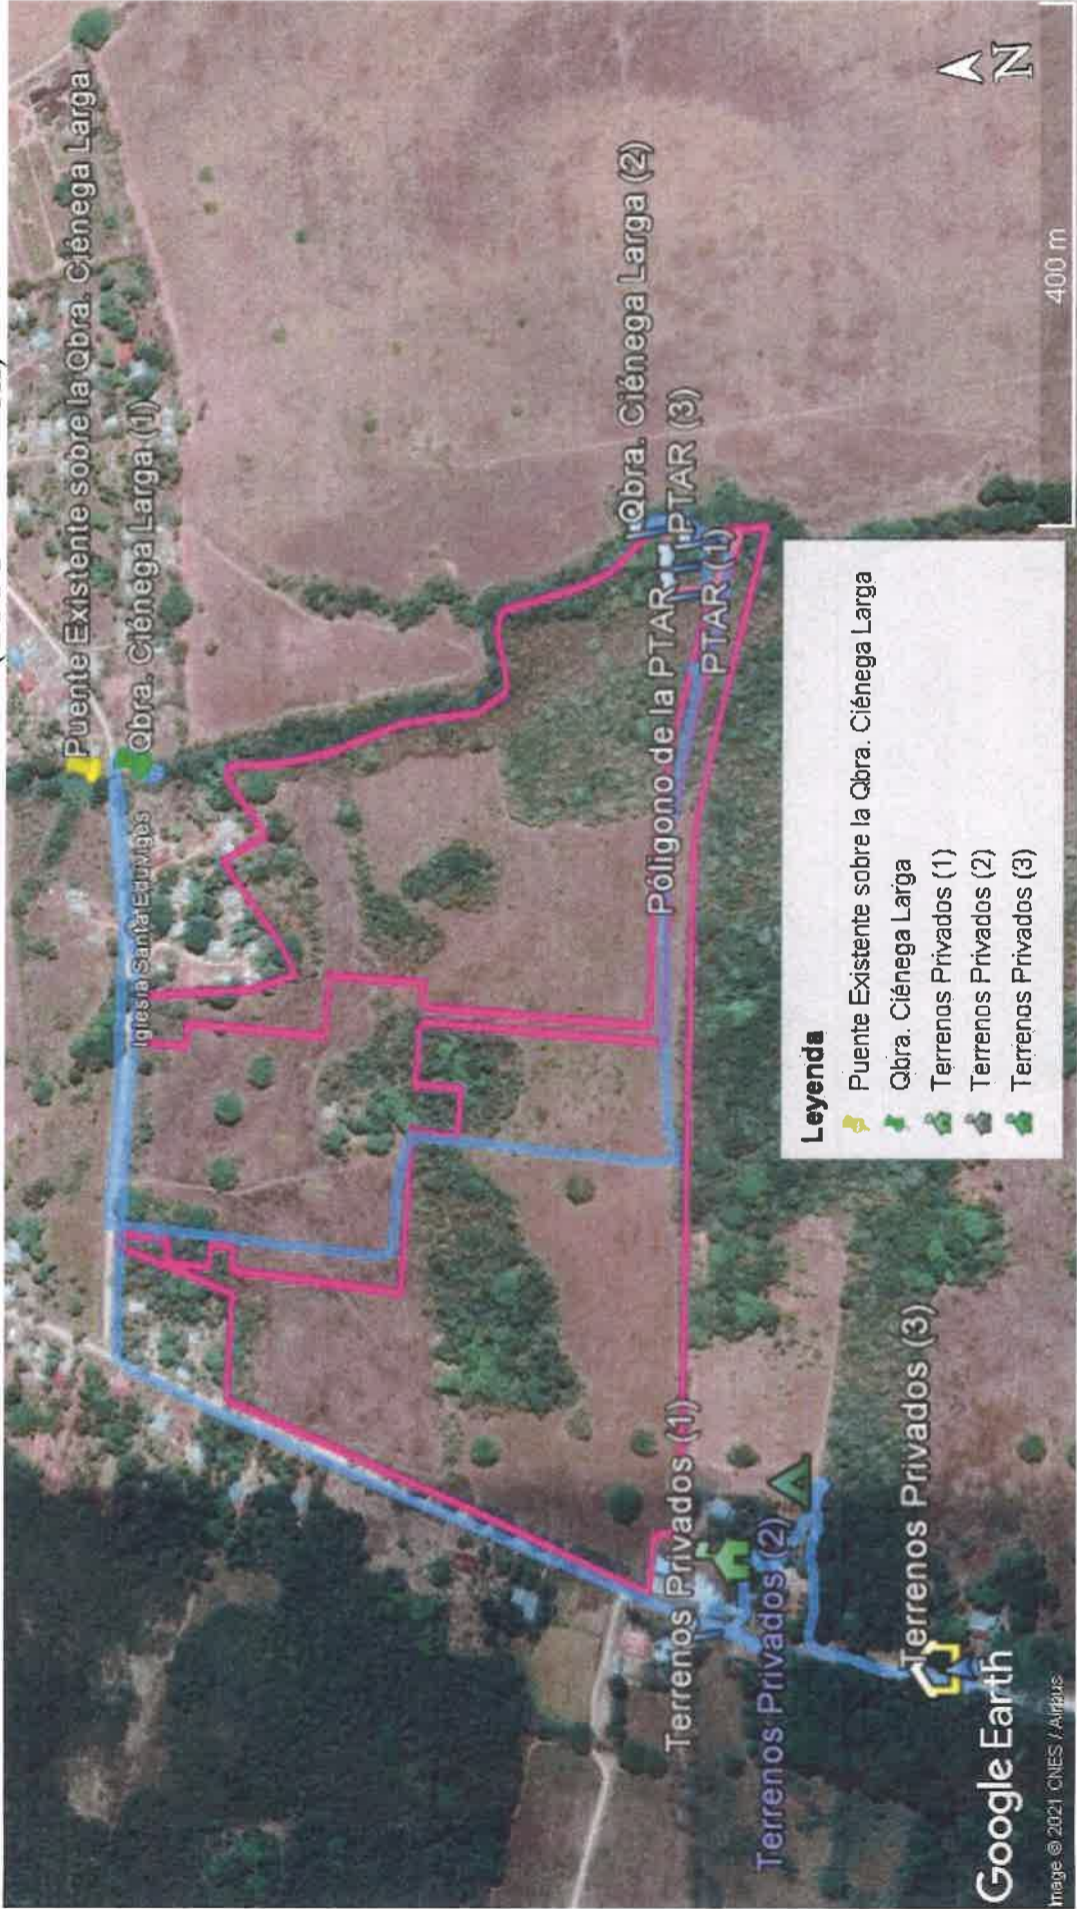 Puente Existente sobre la Qbra. Ciénega Larga
Qbra. Ciénega Larga (1)
Iglesia Santa Eduviges
Qbra. Ciénega Larga (2)
PTAR (3)
Póligono de la PTAR
PTAR (1)
Terrenos Privados (1)
Terrenos Privados (2)
Terrenos Privados (3)
N
400 m
Leyenda
Puente Existente sobre la Qbra. Ciénega Larga
Qbra. Ciénega Larga
Terrenos Privados (1)
Terrenos Privados (2)
Terrenos Privados (3)
Google Earth
Image © 2021 CNES / Airbus